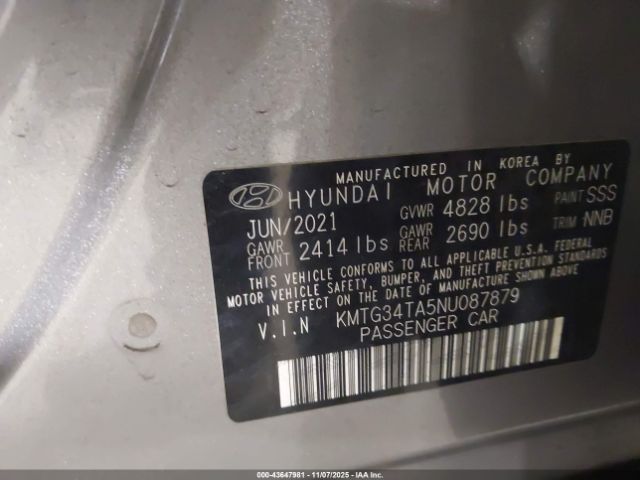 MANUFACTURED IN KOREA BY
HYUNDAI MOTOR COMPANY
JUN/2021 GVWR 4828 lbs PAINT SSS
GAWR FRONT 2414 lbs GAWR REAR 2690 lbs TRIM :NNB
THIS VEHICLE CONFORMS TO ALL APPLICABLE U.S.A. FEDERAL
MOTOR VEHICLE SAFETY, BUMPER, AND THEFT PREVENTION STANDARDS
IN EFFECT ON THE DATE OF MANUFACTURE SHOWN ABOVE
V.I.N KMTG34TA5NU087879
PASSENGER CAR
000-43647981 - 11/07/2025 - IAA Inc.